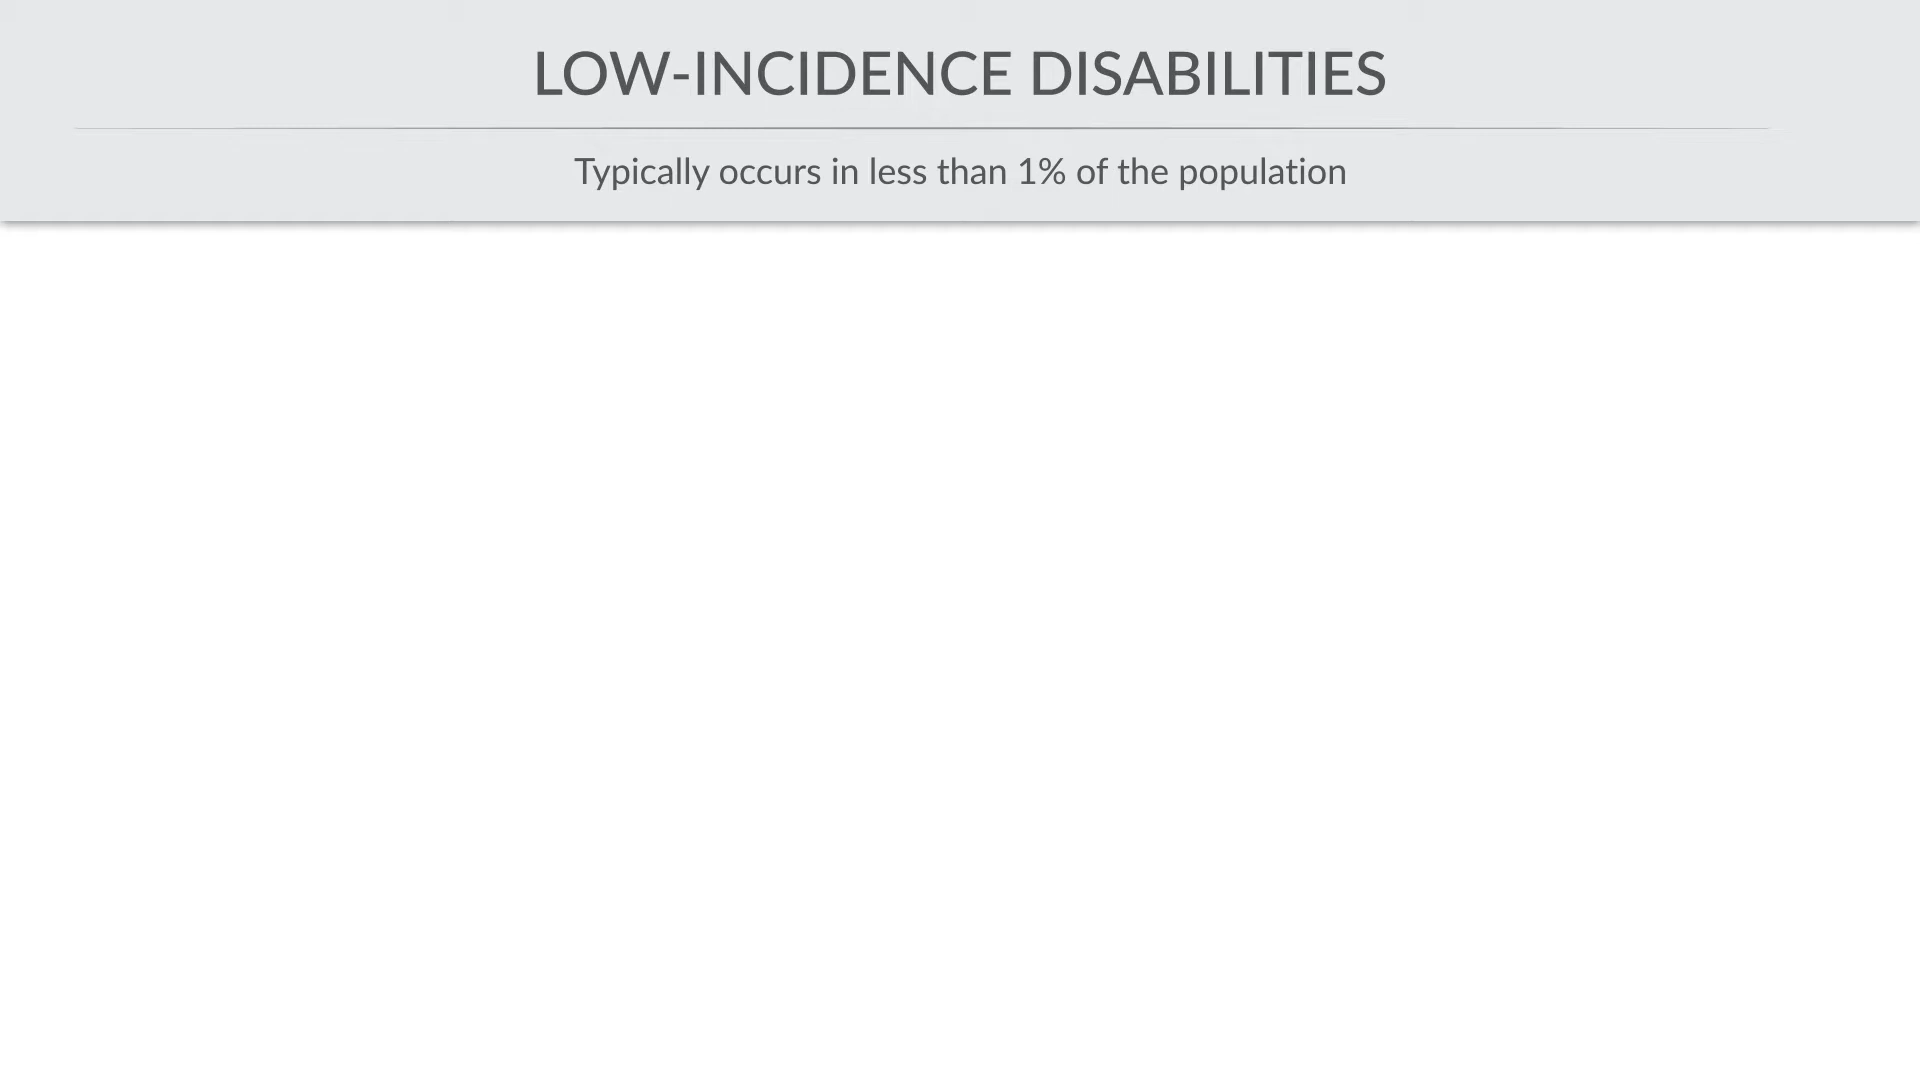 LOW-INCIDENCE DISABILITIES
Typically occurs in less than 1% of the population